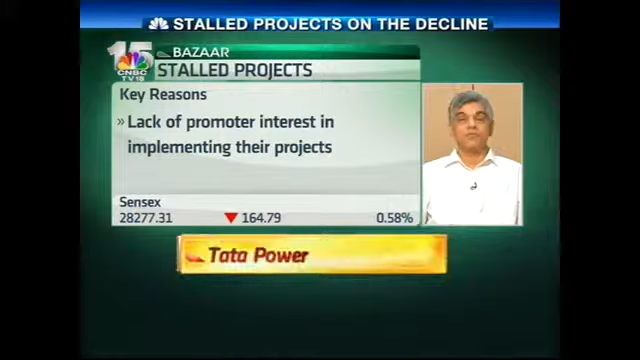 STALLED PROJECTS ON THE DECLINE
15
CNBC
TV18
BAZAAR
STALLED PROJECTS
Key Reasons
» Lack of promoter interest in
implementing their projects
Sensex
28277.31 ▼ 164.79 0.58%
Tata Power